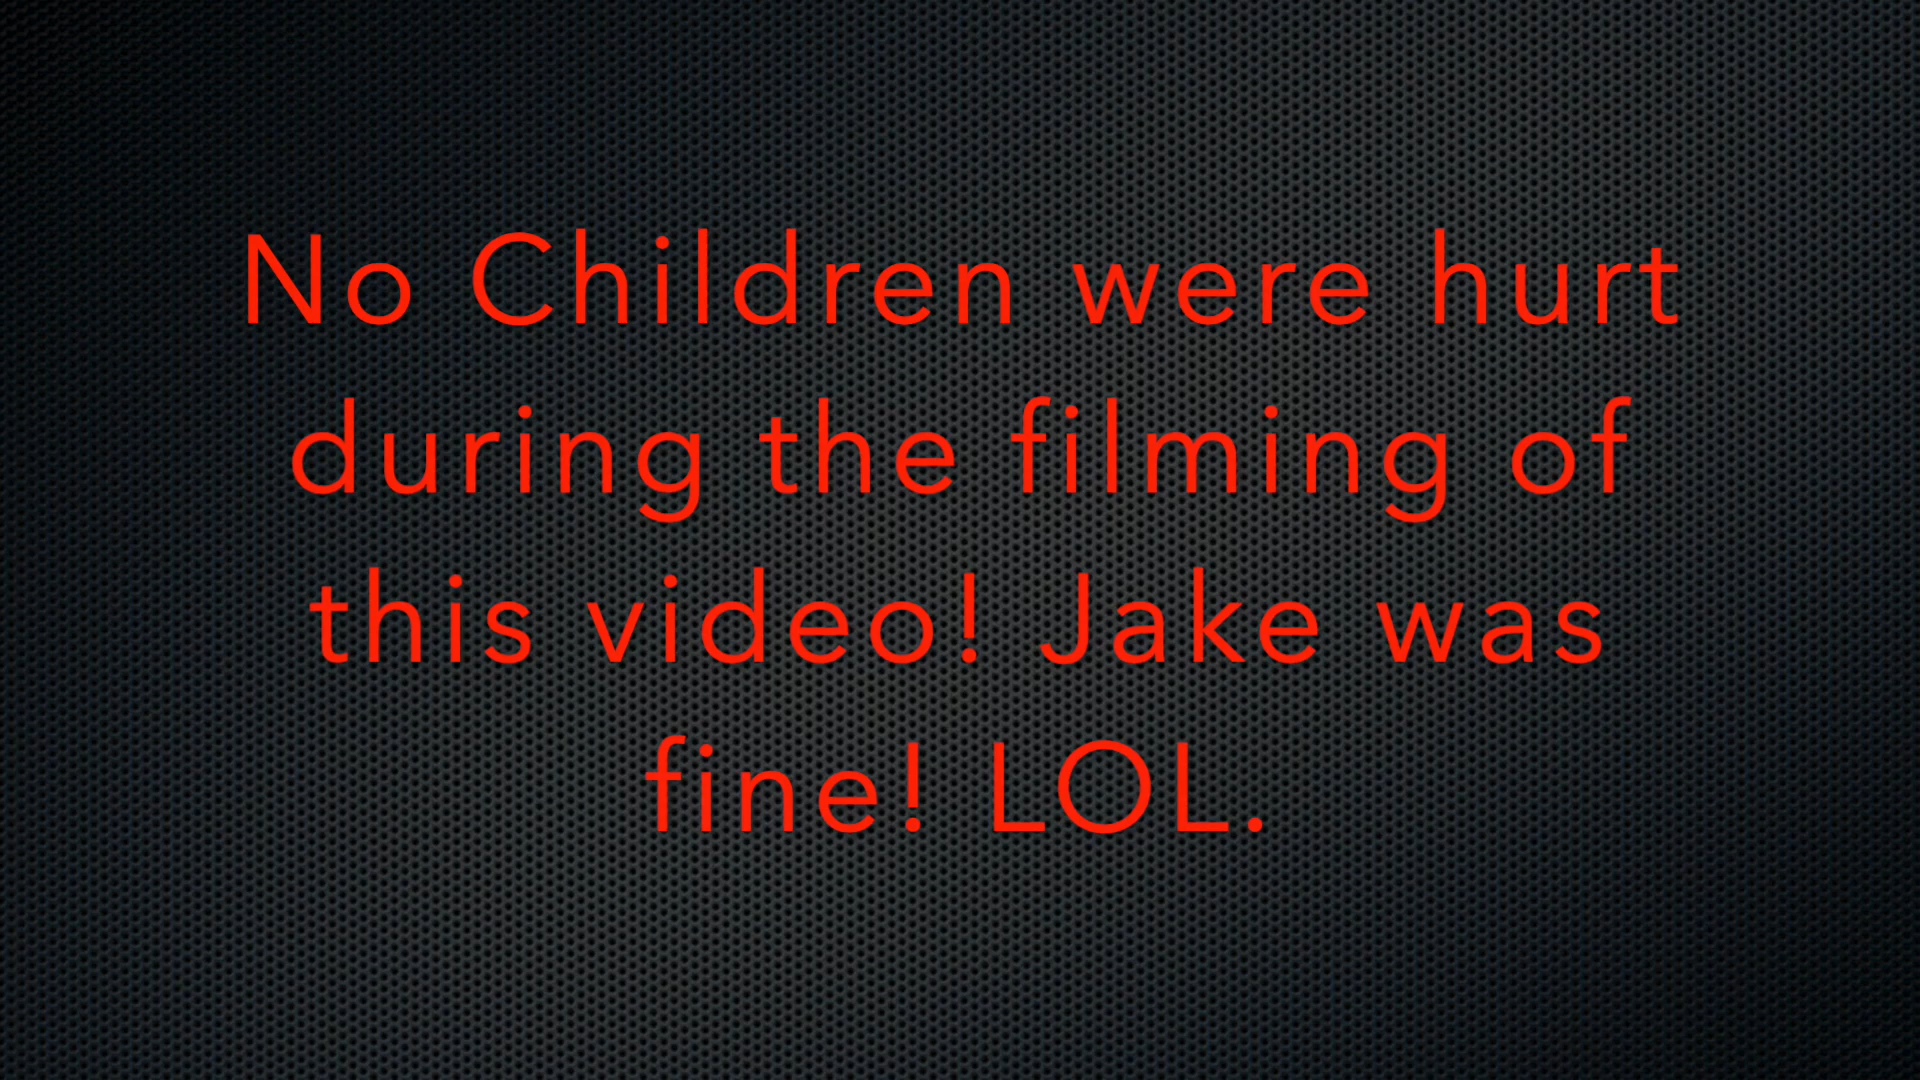 No Children were hurt
during the filming of
this video! Jake was
fine! LOL.